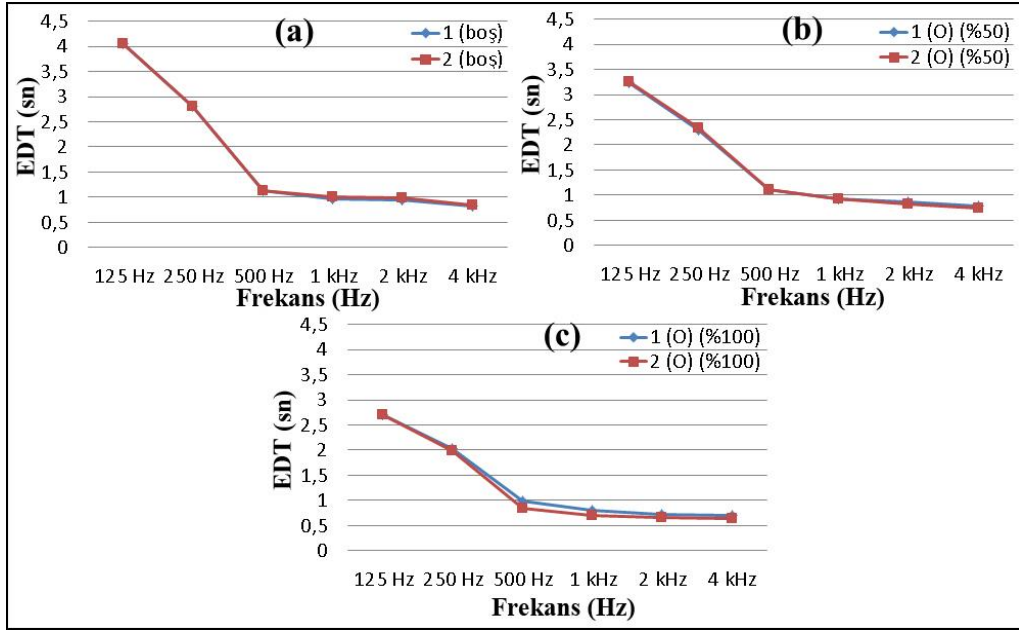 (a)
1 (boş)
2 (boş)
4,5
4
3,5
3
2,5
2
1,5
1
0,5
0
EDT (sn)
125 Hz 250 Hz 500 Hz 1 kHz 2 kHz 4 kHz
Frekans (Hz)
(b)
1 (O) (%50)
2 (O) (%50)
4,5
4
3,5
3
2,5
2
1,5
1
0,5
0
EDT (sn)
125 Hz 250 Hz 500 Hz 1 kHz 2 kHz 4 kHz
Frekans (Hz)
(c)
1 (O) (%100)
2 (O) (%100)
4,5
4
3,5
3
2,5
2
1,5
1
0,5
0
EDT (sn)
125 Hz 250 Hz 500 Hz 1 kHz 2 kHz 4 kHz
Frekans (Hz)